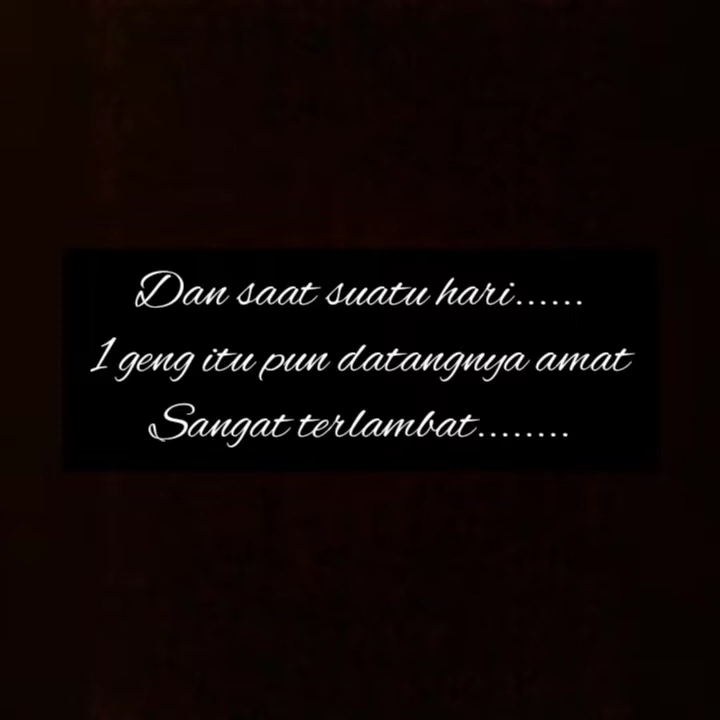 Dan saat suatu hari......
1 geng itu pun datangnya amat
Sangat terlambat........